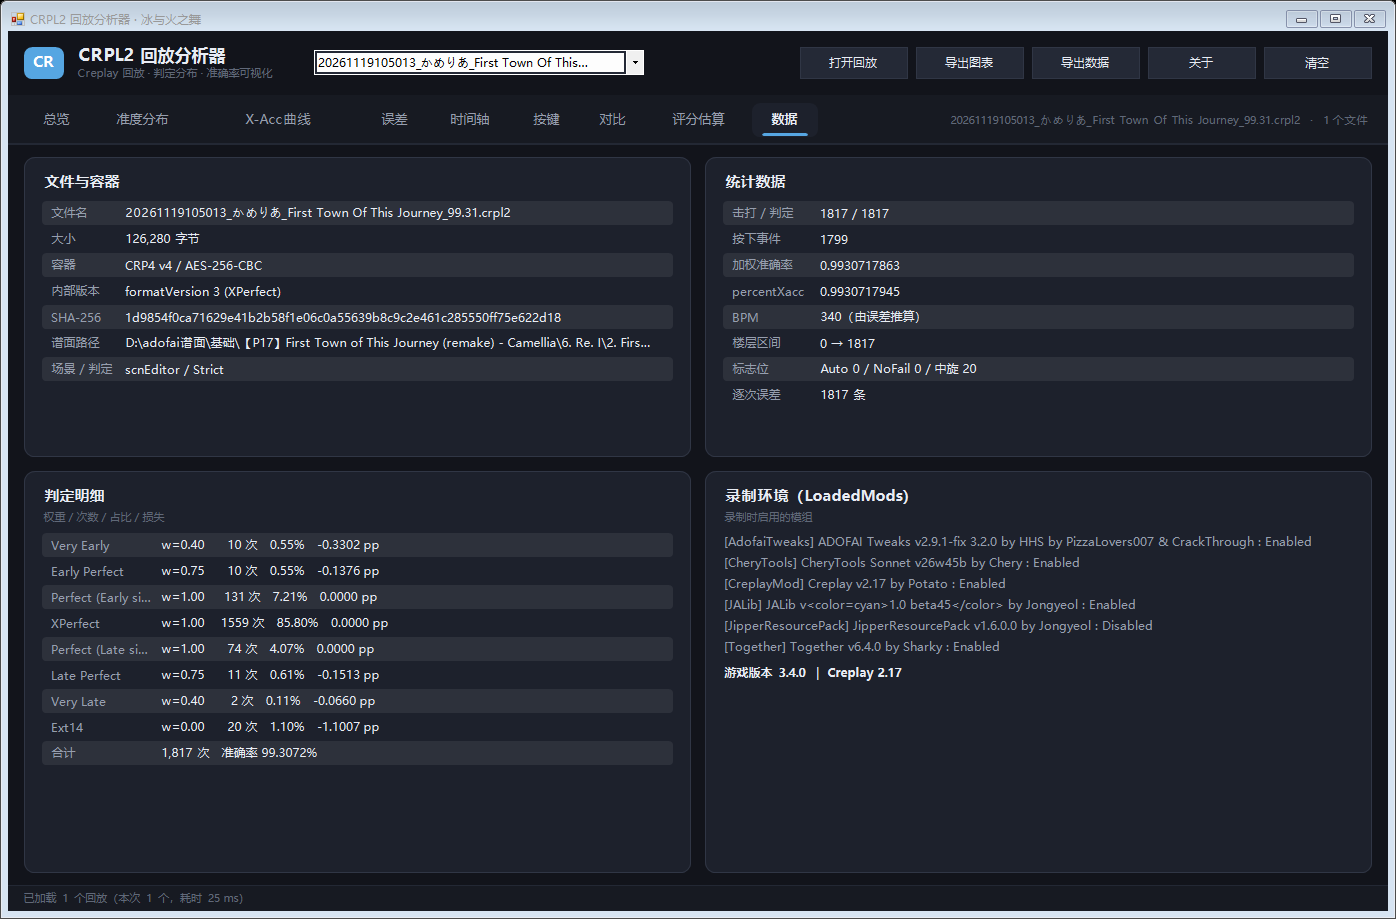 CRPL2 回放分析器 · 冰与火之舞
CR
CRPL2 回放分析器
Creplay 回放 · 判定分布 · 准确率可视化
20261119105013_かめりあ_First Town Of This...
打开回放
导出图表
导出数据
关于
清空
总览
准度分布
X-Acc曲线
误差
时间轴
按键
对比
评分估算
数据
20261119105013_かめりあ_First Town Of This Journey_99.31.crpl2 · 1 个文件
文件与容器
文件名 20261119105013_かめりあ_First Town Of This Journey_99.31.crpl2
大小 126,280 字节
容器 CRP4 v4 / AES-256-CBC
内部版本 formatVersion 3 (XPerfect)
SHA-256 1d9854f0ca71629e41b2b58f1e06c0a55639b8c9c2e461c285550ff75e622d18
谱面路径 D:\adofai谱面\基础\【P17】First Town of This Journey (remake) - Camellia\6. Re. I\2. Firs...
场景 / 判定 scnEditor / Strict
统计数据
击打 / 判定 1817 / 1817
按下事件 1799
加权准确率 0.9930717863
percentXacc 0.9930717945
BPM 340（由误差推算）
楼层区间 0 → 1817
标志位 Auto 0 / NoFail 0 / 中旋 20
逐次误差 1817 条
判定明细
权重 / 次数 / 占比 / 损失
Very Early w=0.40 10 次 0.55% -0.3302 pp
Early Perfect w=0.75 10 次 0.55% -0.1376 pp
Perfect (Early si... w=1.00 131 次 7.21% 0.0000 pp
XPerfect w=1.00 1559 次 85.80% 0.0000 pp
Perfect (Late si... w=1.00 74 次 4.07% 0.0000 pp
Late Perfect w=0.75 11 次 0.61% -0.1513 pp
Very Late w=0.40 2 次 0.11% -0.0660 pp
Ext14 w=0.00 20 次 1.10% -1.1007 pp
合计 1,817 次 准确率 99.3072%
录制环境（LoadedMods）
录制时启用的模组
[AdofaiTweaks] ADOFAI Tweaks v2.9.1-fix 3.2.0 by HHS by PizzaLovers007 & CrackThrough : Enabled
[CheryTools] CheryTools Sonnet v26w45b by Chery : Enabled
[CreplayMod] Creplay v2.17 by Potato : Enabled
[JALib] JALib v<color=cyan>1.0 beta45</color> by Jongyeol : Enabled
[JipperResourcePack] JipperResourcePack v1.6.0.0 by Jongyeol : Disabled
[Together] Together v6.4.0 by Sharky : Enabled
游戏版本 3.4.0 | Creplay 2.17
已加载 1 个回放（本次 1 个，耗时 25 ms）